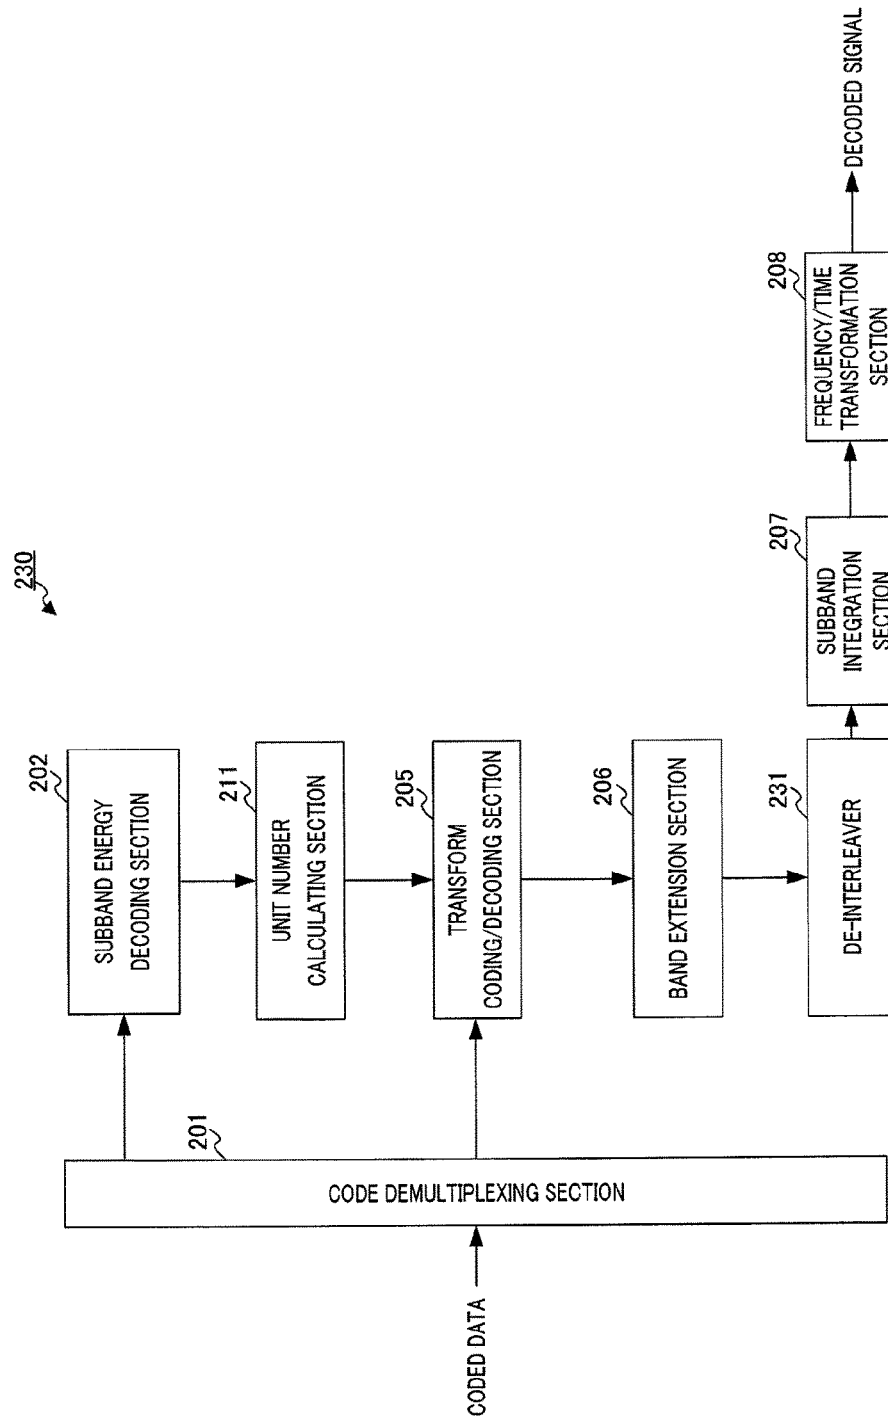 230
CODED DATA
201
CODE DEMULTIPLEXING SECTION
202
SUBBAND ENERGY
DECODING SECTION
211
UNIT NUMBER
CALCULATING SECTION
205
TRANSFORM
CODING/DECODING SECTION
206
BAND EXTENSION SECTION
231
DE-INTERLEAVER
207
SUBBAND
INTEGRATION
SECTION
208
FREQUENCY/TIME
TRANSFORMATION
SECTION
DECODED SIGNAL